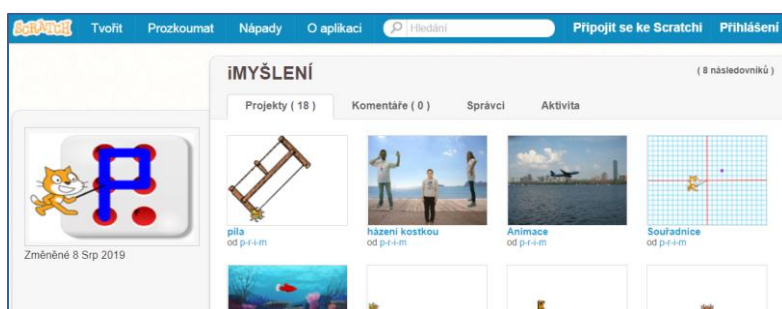 SCRATCH Tvořit Prozkoumat Nápady O aplikaci Hledání Připojit se ke Scratchi Přihlášení
iMYŠLENÍ
( 8 následovníků )
Projekty ( 18 ) Komentáře ( 0 ) Správci Aktivita
Změněné 8 Srp 2019
pila
od p-r-i-m
házení kostkou
od p-r-i-m
Animace
od p-r-i-m
Souřadnice
od p-r-i-m